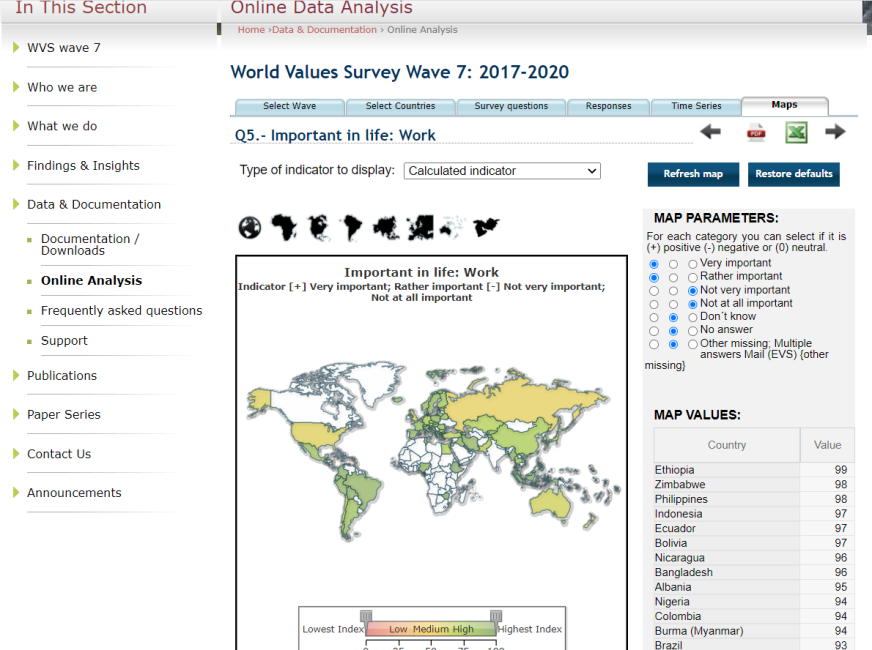 In This Section
WVS wave 7
Who we are
What we do
Findings & Insights
Data & Documentation
Documentation /
Downloads
Online Analysis
Frequently asked questions
Support
Publications
Paper Series
Contact Us
Announcements
Online Data Analysis
Home ›Data & Documentation › Online Analysis
World Values Survey Wave 7: 2017-2020
Select Wave Select Countries Survey questions Responses Time Series Maps
Q5.- Important in life: Work
PDF
Type of indicator to display: Calculated indicator
Refresh map Restore defaults
Important in life: Work
Indicator [+] Very important; Rather important [-] Not very important;
Not at all important
Lowest Index Low Medium High Highest Index
0 25 50 75 100
MAP PARAMETERS:
For each category you can select if it is
(+) positive (-) negative or (0) neutral.
Very important
Rather important
Not very important
Not at all important
Don´t know
No answer
Other missing; Multiple
answers Mail (EVS) {other
missing}
MAP VALUES:
Country Value
Ethiopia 99
Zimbabwe 98
Philippines 98
Indonesia 97
Ecuador 97
Bolivia 97
Nicaragua 96
Bangladesh 96
Albania 95
Nigeria 94
Colombia 94
Burma (Myanmar) 94
Brazil 93